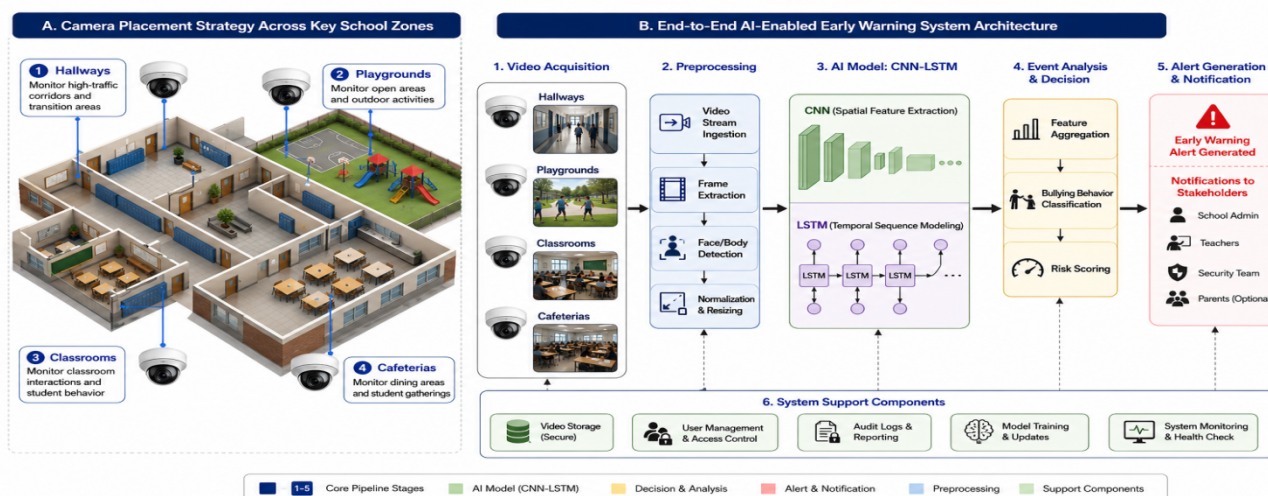 A. Camera Placement Strategy Across Key School Zones
1 Hallways
Monitor high-traffic
corridors and
transition areas
2 Playgrounds
Monitor open areas
and outdoor activities
3 Classrooms
Monitor classroom
interactions and
student behavior
4 Cafeterias
Monitor dining areas
and student gatherings
B. End-to-End AI-Enabled Early Warning System Architecture
1. Video Acquisition
Hallways
Playgrounds
Classrooms
Cafeterias
2. Preprocessing
Video
Stream
Ingestion
Frame
Extraction
Face/Body
Detection
Normalization
& Resizing
3. AI Model: CNN-LSTM
CNN (Spatial Feature Extraction)
LSTM (Temporal Sequence Modeling)
LSTM LSTM LSTM
4. Event Analysis
& Decision
Feature
Aggregation
Bullying Behavior
Classification
Risk Scoring
5. Alert Generation
& Notification
Early Warning
Alert Generated
Notifications to
Stakeholders
School Admin
Teachers
Security Team
Parents (Optiona
6. System Support Components
Video Storage
(Secure)
User Management
& Access Control
Audit Logs &
Reporting
Model Training
& Updates
System Monitoring
& Health Check
1–5 Core Pipeline Stages
AI Model (CNN-LSTM)
Decision & Analysis
Alert & Notification
Preprocessing
Support Components